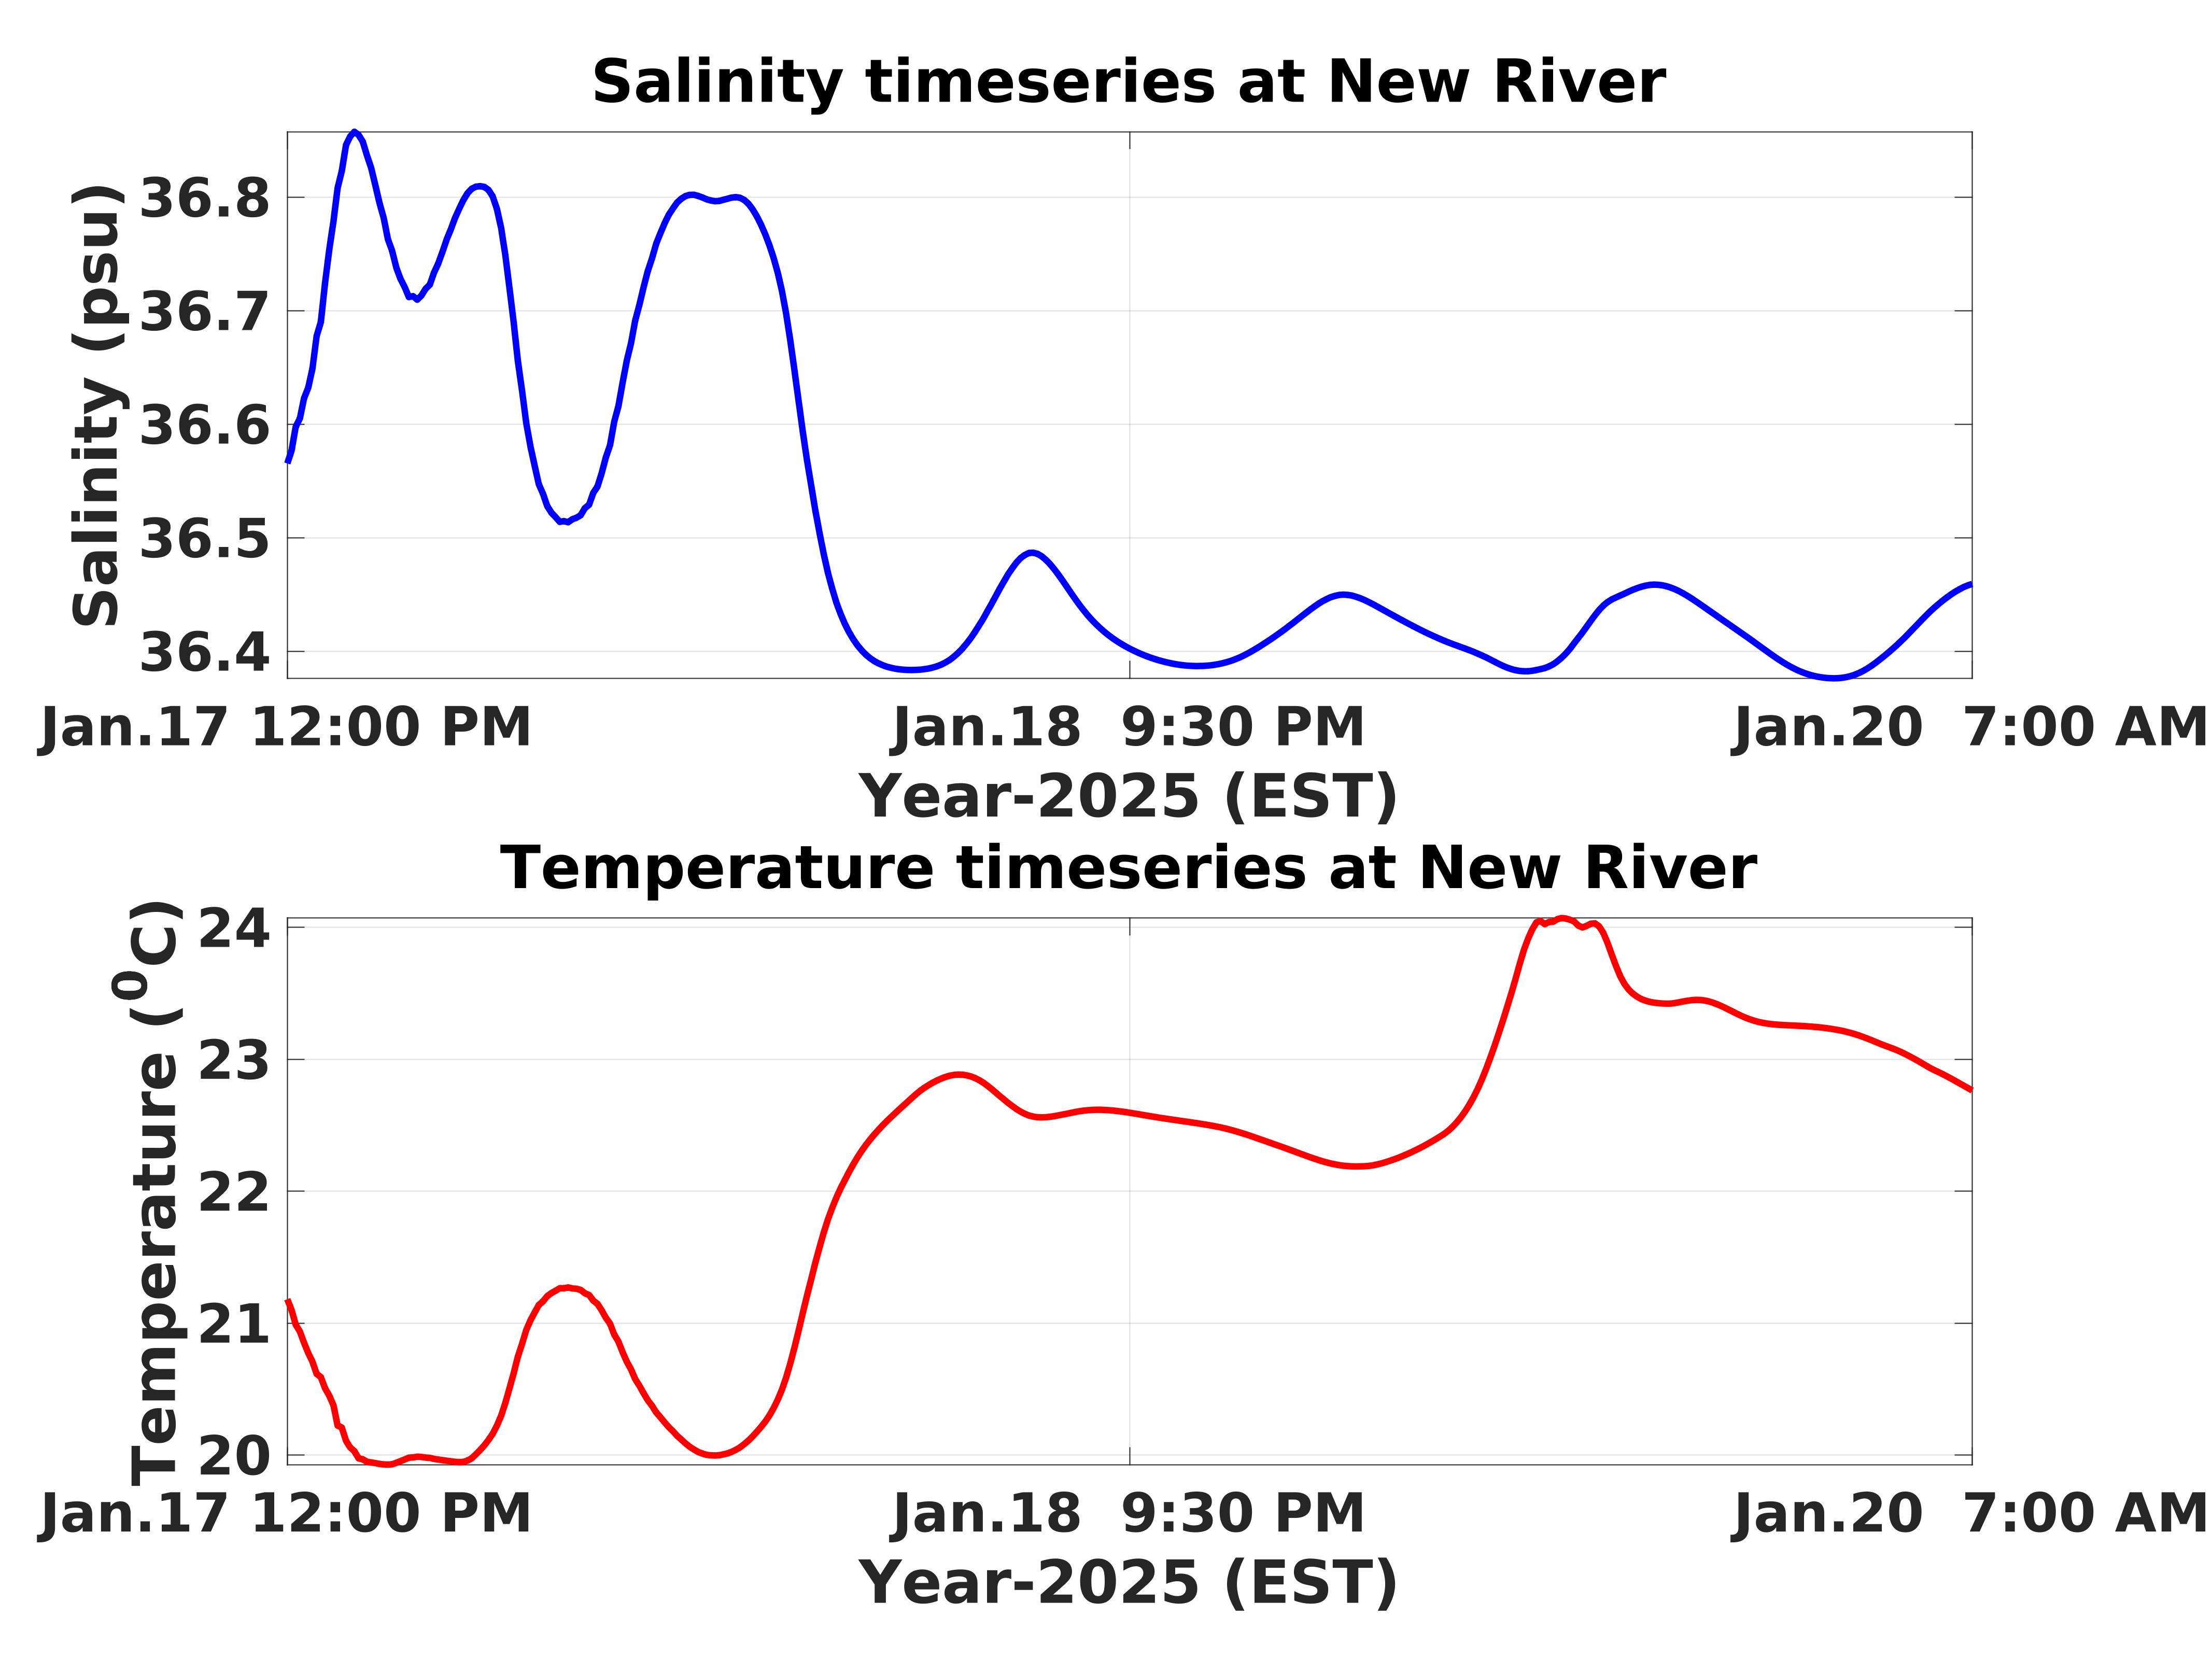 Salinity timeseries at New River
Salinity (psu)
36.8
36.7
36.6
36.5
36.4
Jan.17 12:00 PM
Jan.18  9:30 PM
Jan.20  7:00 AM
Year-2025 (EST)
Temperature timeseries at New River
Temperature (⁰C)
24
23
22
21
20
Jan.17 12:00 PM
Jan.18  9:30 PM
Jan.20  7:00 AM
Year-2025 (EST)